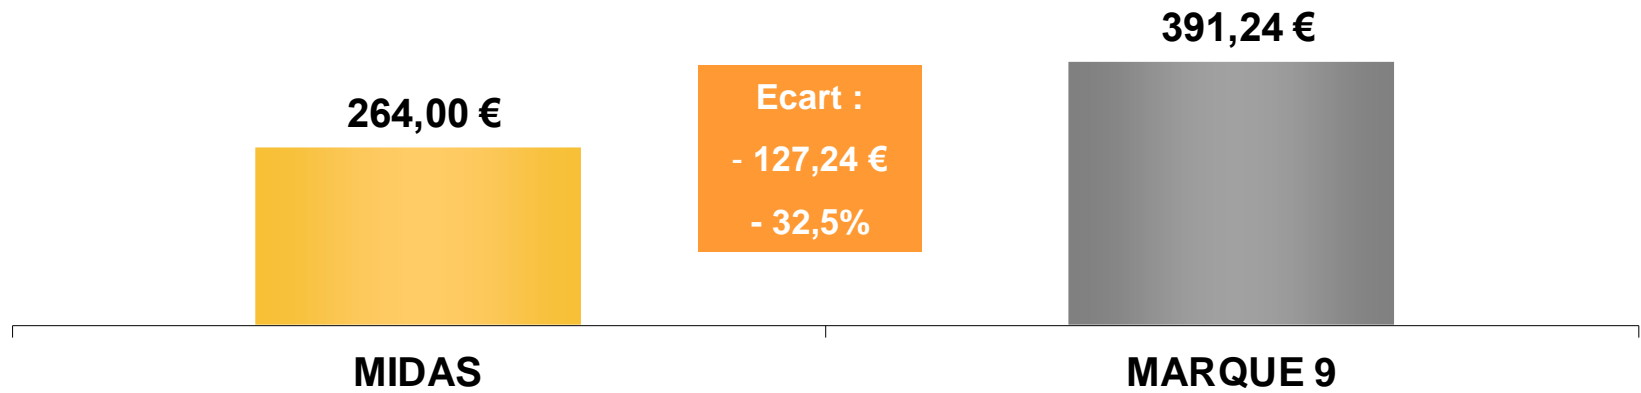 391,24 €
264,00 €
Ecart :
- 127,24 €
- 32,5%
MIDAS
MARQUE 9